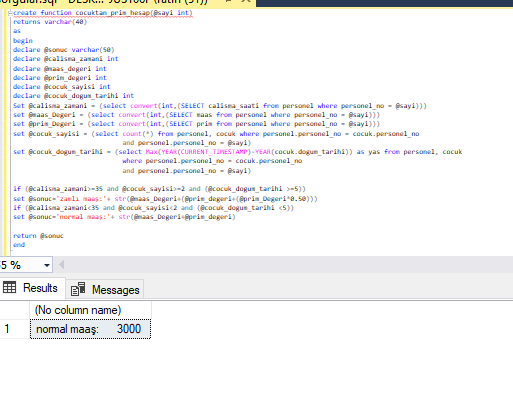 create function cocuktan_prim_hesap(@sayi int)
returns varchar(40)
as
begin
declare @sonuc varchar(50)
declare @calisma_zamani int
declare @maas_degeri int
declare @prim_degeri int
declare @cocuk_sayisi int
declare @cocuk_dogum_tarihi int
Set @calisma_zamani = (select convert(int,(SELECT calisma_saati from personel where personel_no = @sayi)))
set @maas_Degeri = (select convert(int,(SELECT maas from personel where personel_no = @sayi)))
set @prim_Degeri = (select convert(int,(SELECT prim from personel where personel_no = @sayi)))
set @cocuk_sayisi = (select count(*) from personel, cocuk where personel.personel_no = cocuk.personel_no
and personel.personel_no = @sayi)
set @cocuk_dogum_tarihi = (select Max(YEAR(CURRENT_TIMESTAMP)-YEAR(cocuk.dogum_tarihi)) as yas from personel, cocuk
where personel.personel_no = cocuk.personel_no
and personel.personel_no = @sayi)
if (@calisma_zamani>=35 and @cocuk_sayisi>=2 and (@cocuk_dogum_tarihi >=5))
set @sonuc='zamlı maaş:'+ str(@maas_Degeri+(@prim_degeri+(@prim_Degeri*0.50)))
if (@calisma_zamani<35 and @cocuk_sayisi<2 and (@cocuk_dogum_tarihi <5))
set @sonuc='normal maaş:'+ str(@maas_Degeri+@prim_degeri)
return @sonuc
end
5 %
Results Messages
(No column name)
1 normal maaş: 3000